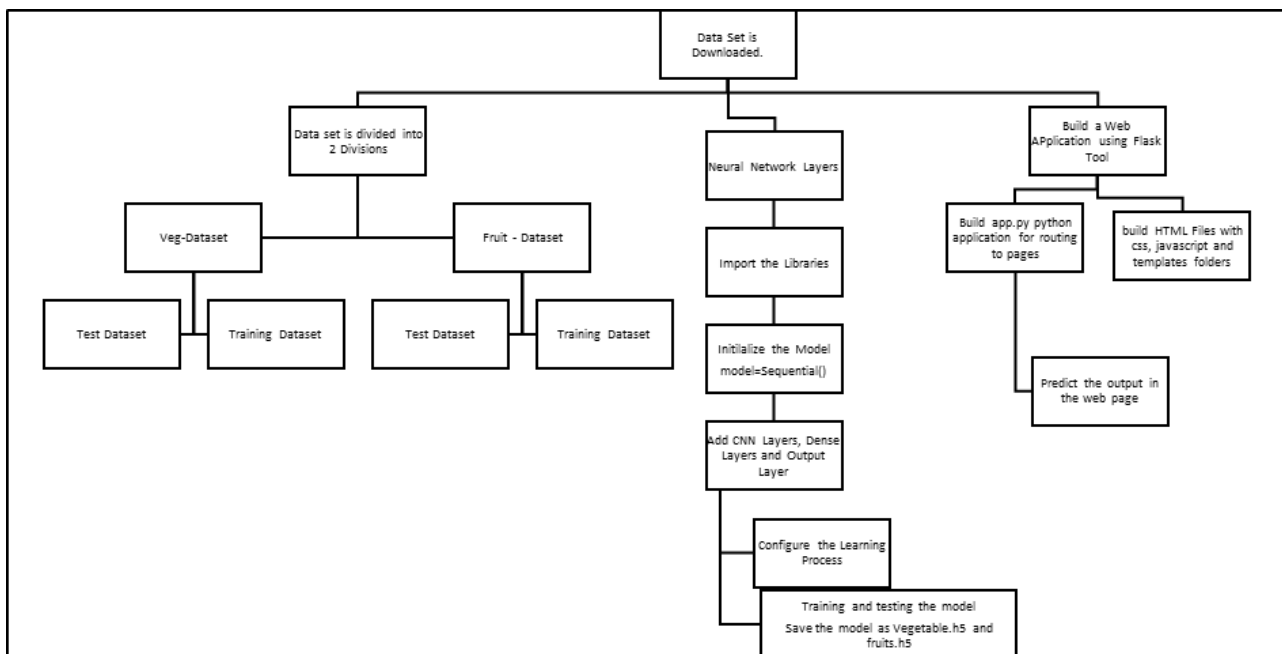 Data Set is
Downloaded.
Data set is divided into
2 Divisions
Veg-Dataset
Fruit - Dataset
Test Dataset
Training Dataset
Test Dataset
Training Dataset
Neural Network Layers
Import the Libraries
Initilalize the Model
model=Sequential()
Add CNN Layers, Dense
Layers and Output
Layer
Configure the Learning
Process
Training and testing the model
Save the model as Vegetable.h5 and
fruits.h5
Build a Web
APplication using Flask
Tool
Build app.py python
application for routing
to pages
build HTML Files with
css, javascript and
templates folders
Predict the output in
the web page